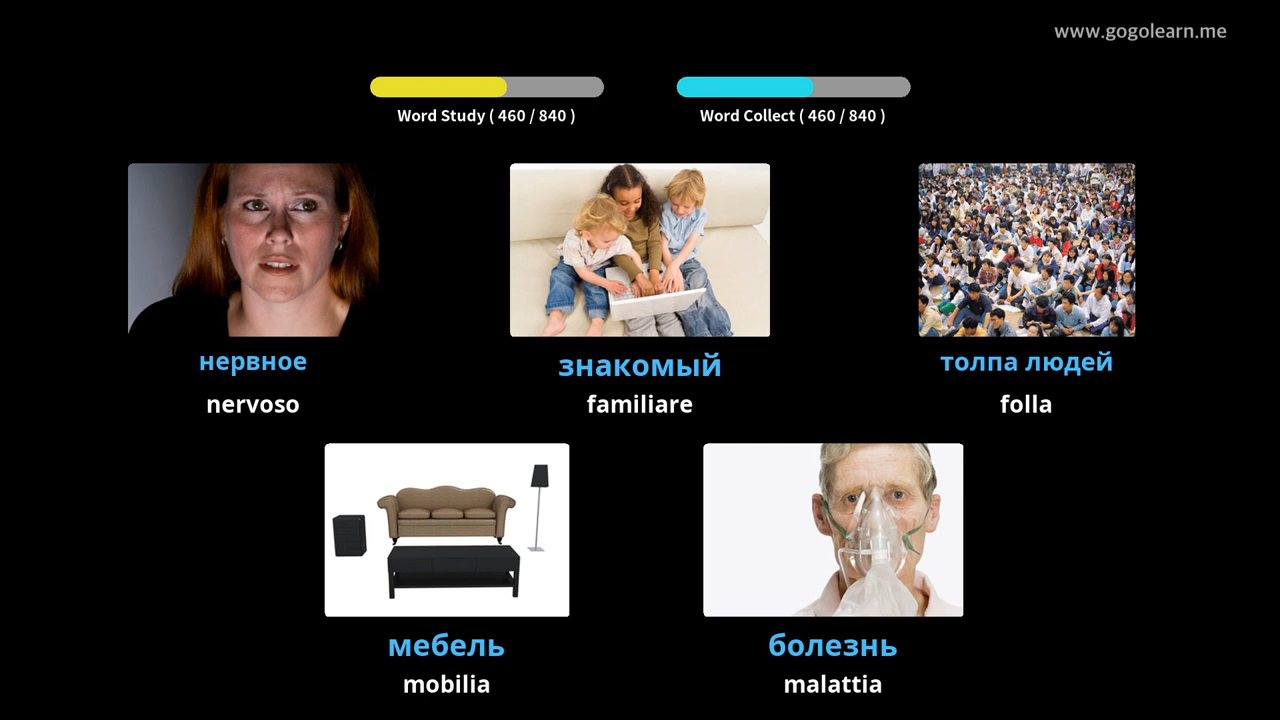 www.gogolearn.me
Word Study ( 460 / 840 )
Word Collect ( 460 / 840 )
нервное
знакомый
толпа людей
nervoso
familiare
folla
мебель
болезнь
mobilia
malattia